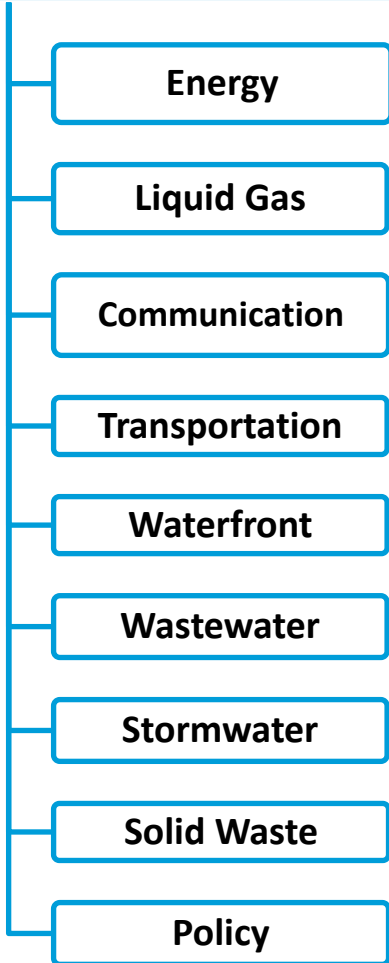 Energy
Liquid Gas
Communication
Transportation
Waterfront
Wastewater
Stormwater
Solid Waste
Policy